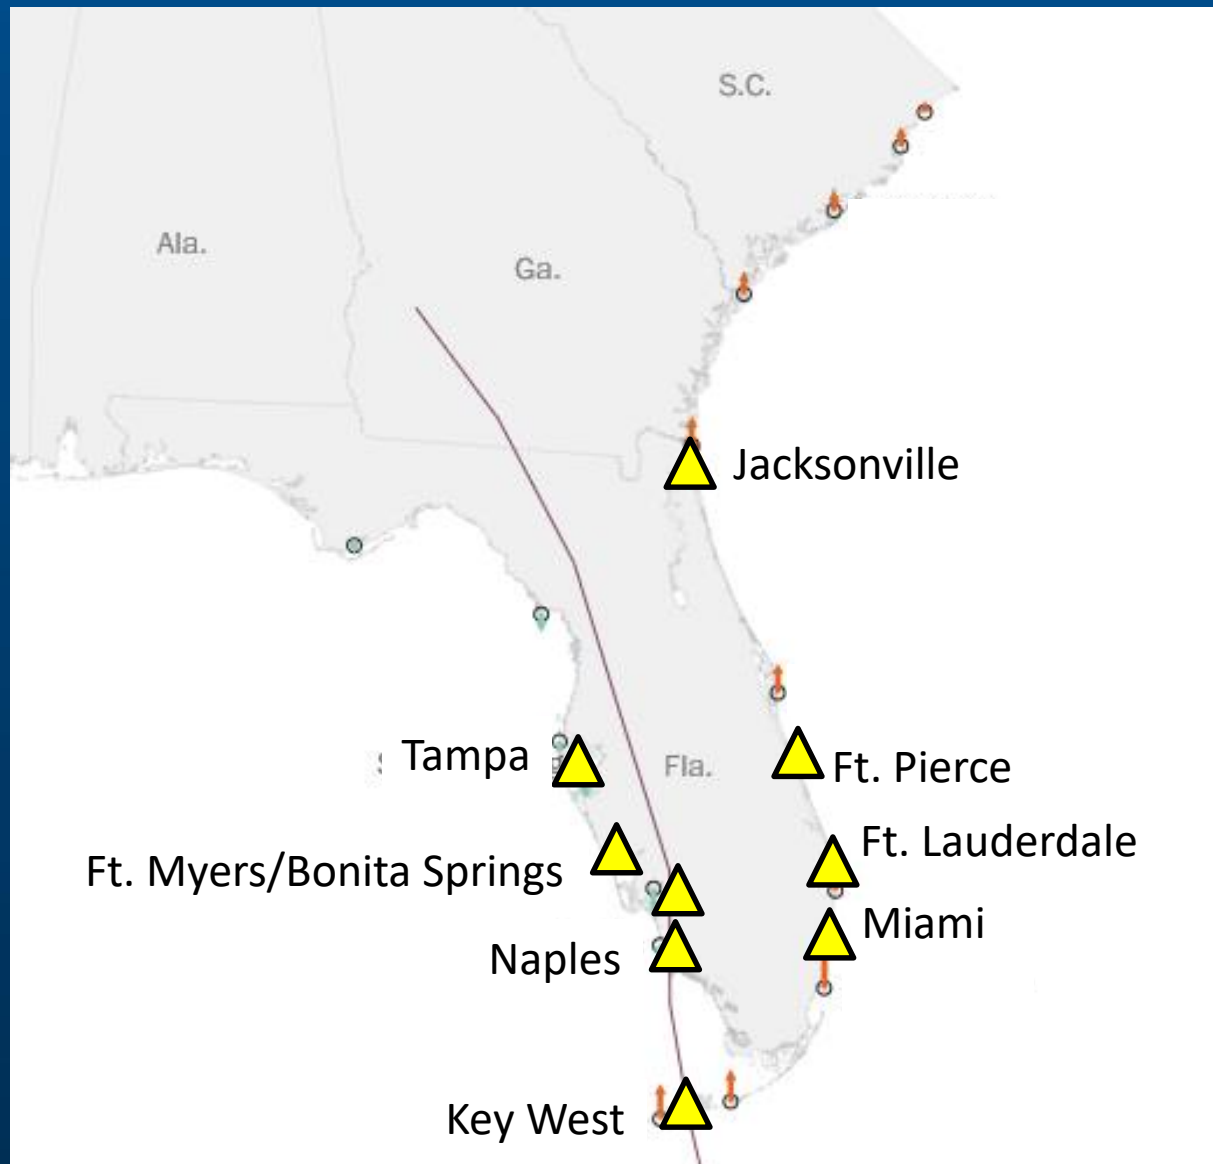 S.C.
Ala.
Ga.
Jacksonville
Tampa
Fla.
Ft. Pierce
Ft. Lauderdale
Ft. Myers/Bonita Springs
Miami
Naples
Key West